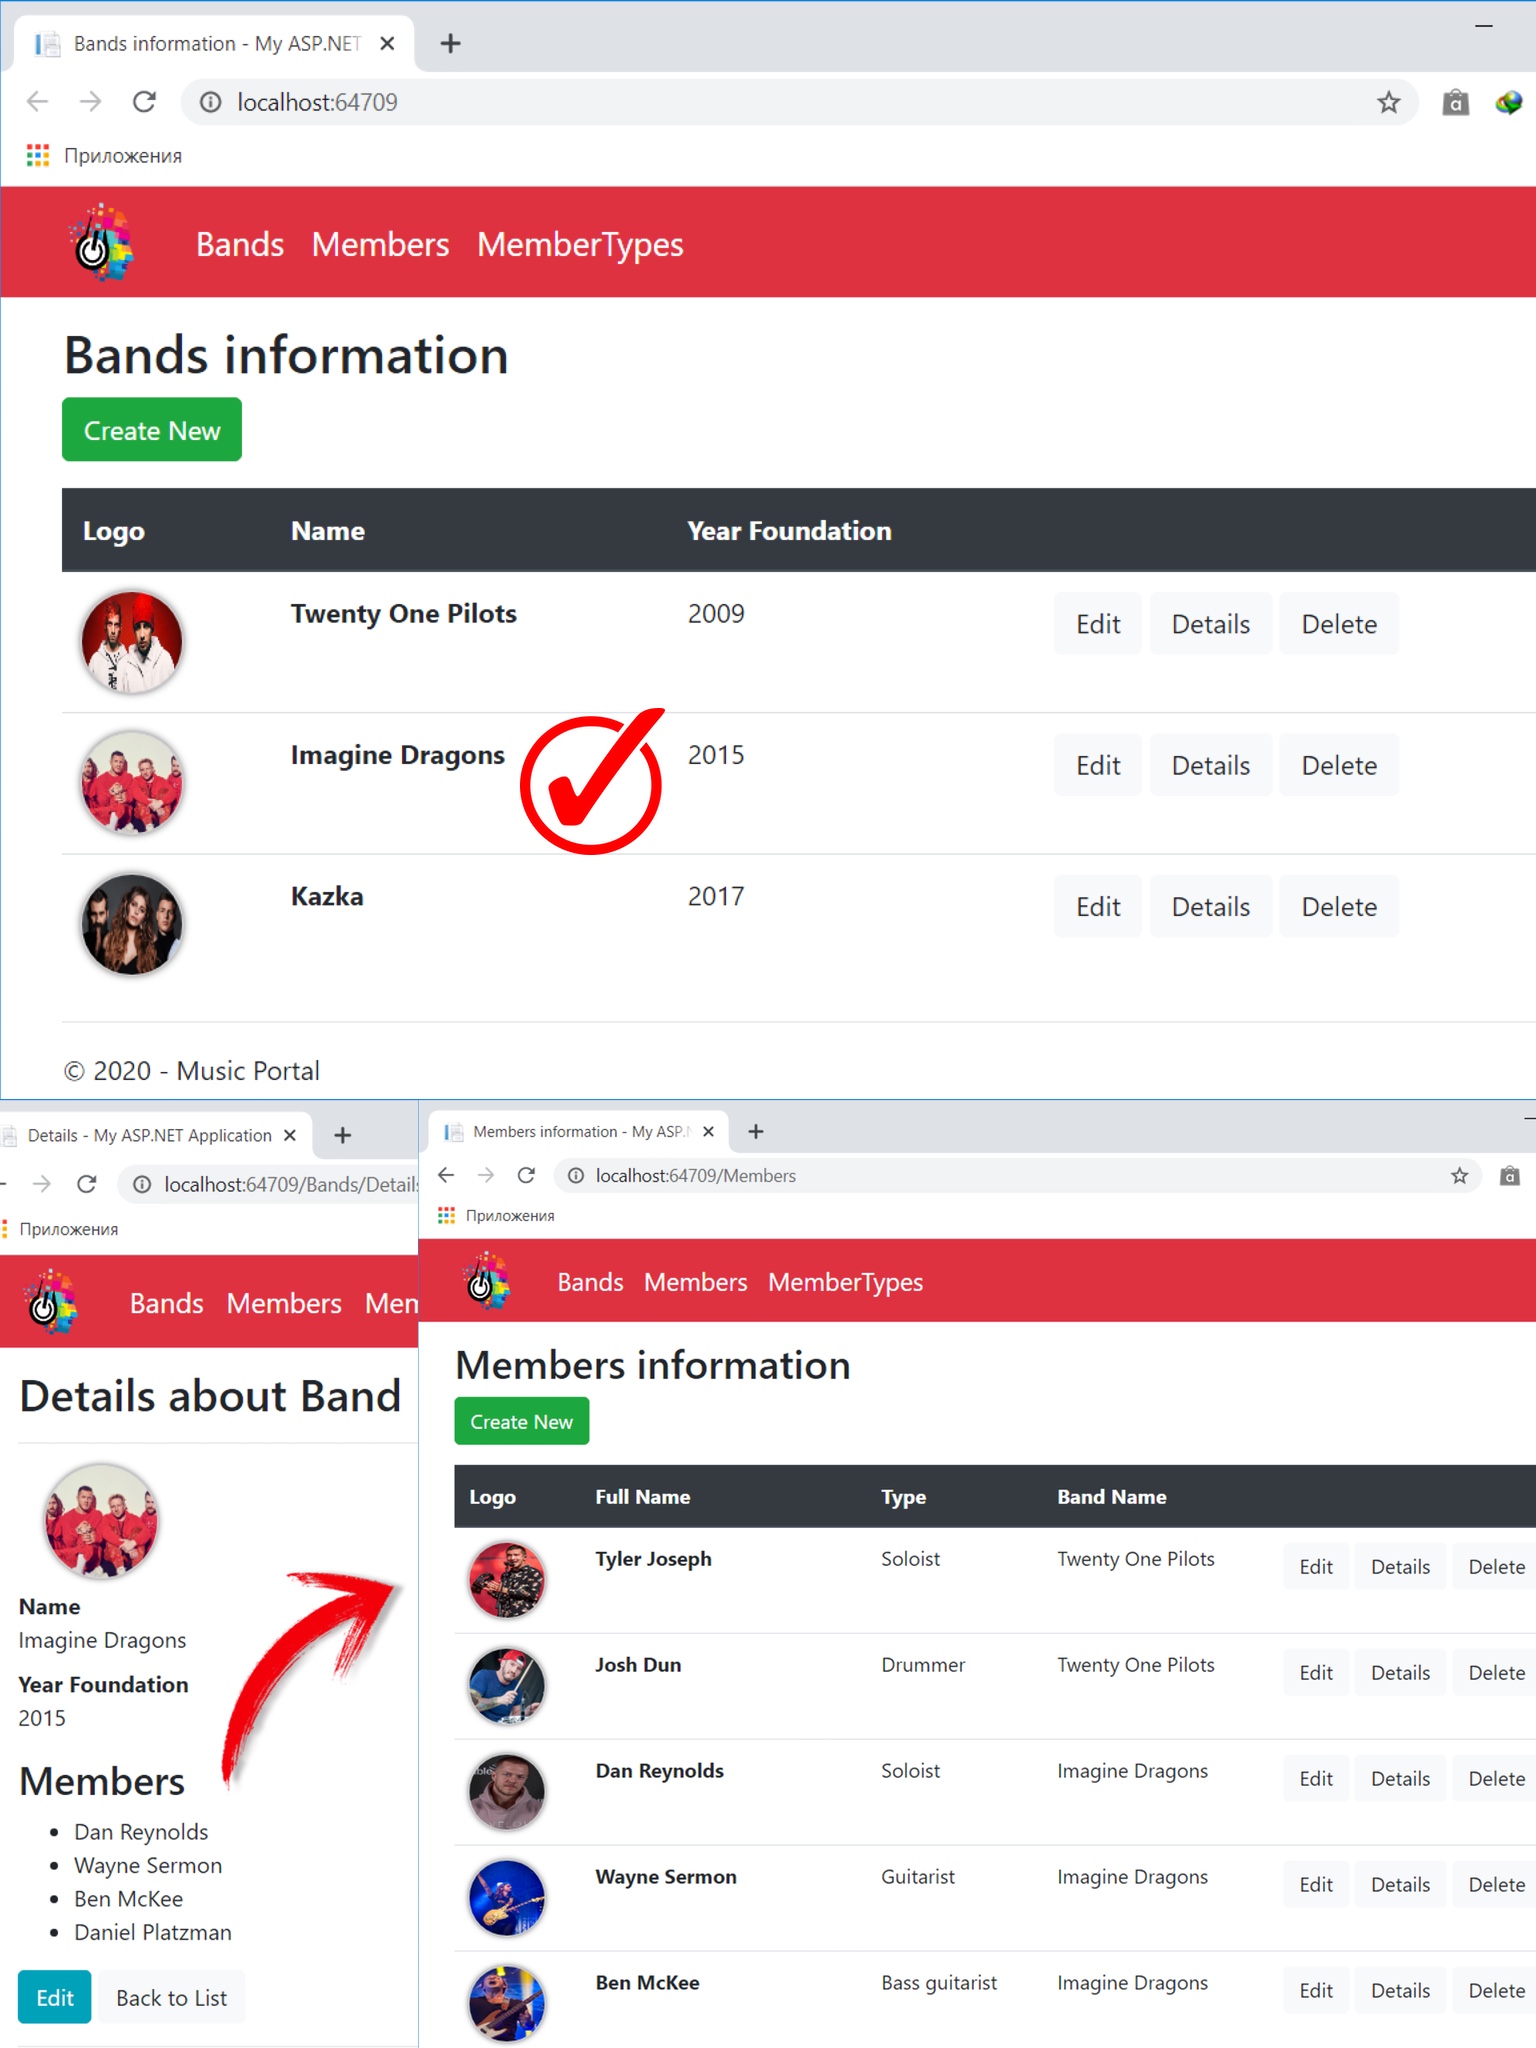 Bands information - My ASP.NET
localhost:64709
Приложения
Bands Members MemberTypes
Bands information
Create New
Logo Name Year Foundation
Twenty One Pilots 2009 Edit Details Delete
Imagine Dragons 2015 Edit Details Delete
Kazka 2017 Edit Details Delete
© 2020 - Music Portal
Details - My ASP.NET Application
localhost:64709/Bands/Details
Приложения
Bands Members Mem
Details about Band
Name
Imagine Dragons
Year Foundation
2015
Members
Dan Reynolds
Wayne Sermon
Ben McKee
Daniel Platzman
Edit Back to List
Members information - My ASP.N
localhost:64709/Members
Приложения
Bands Members MemberTypes
Members information
Create New
Logo Full Name Type Band Name
Tyler Joseph Soloist Twenty One Pilots Edit Details Delete
Josh Dun Drummer Twenty One Pilots Edit Details Delete
Dan Reynolds Soloist Imagine Dragons Edit Details Delete
Wayne Sermon Guitarist Imagine Dragons Edit Details Delete
Ben McKee Bass guitarist Imagine Dragons Edit Details Delete